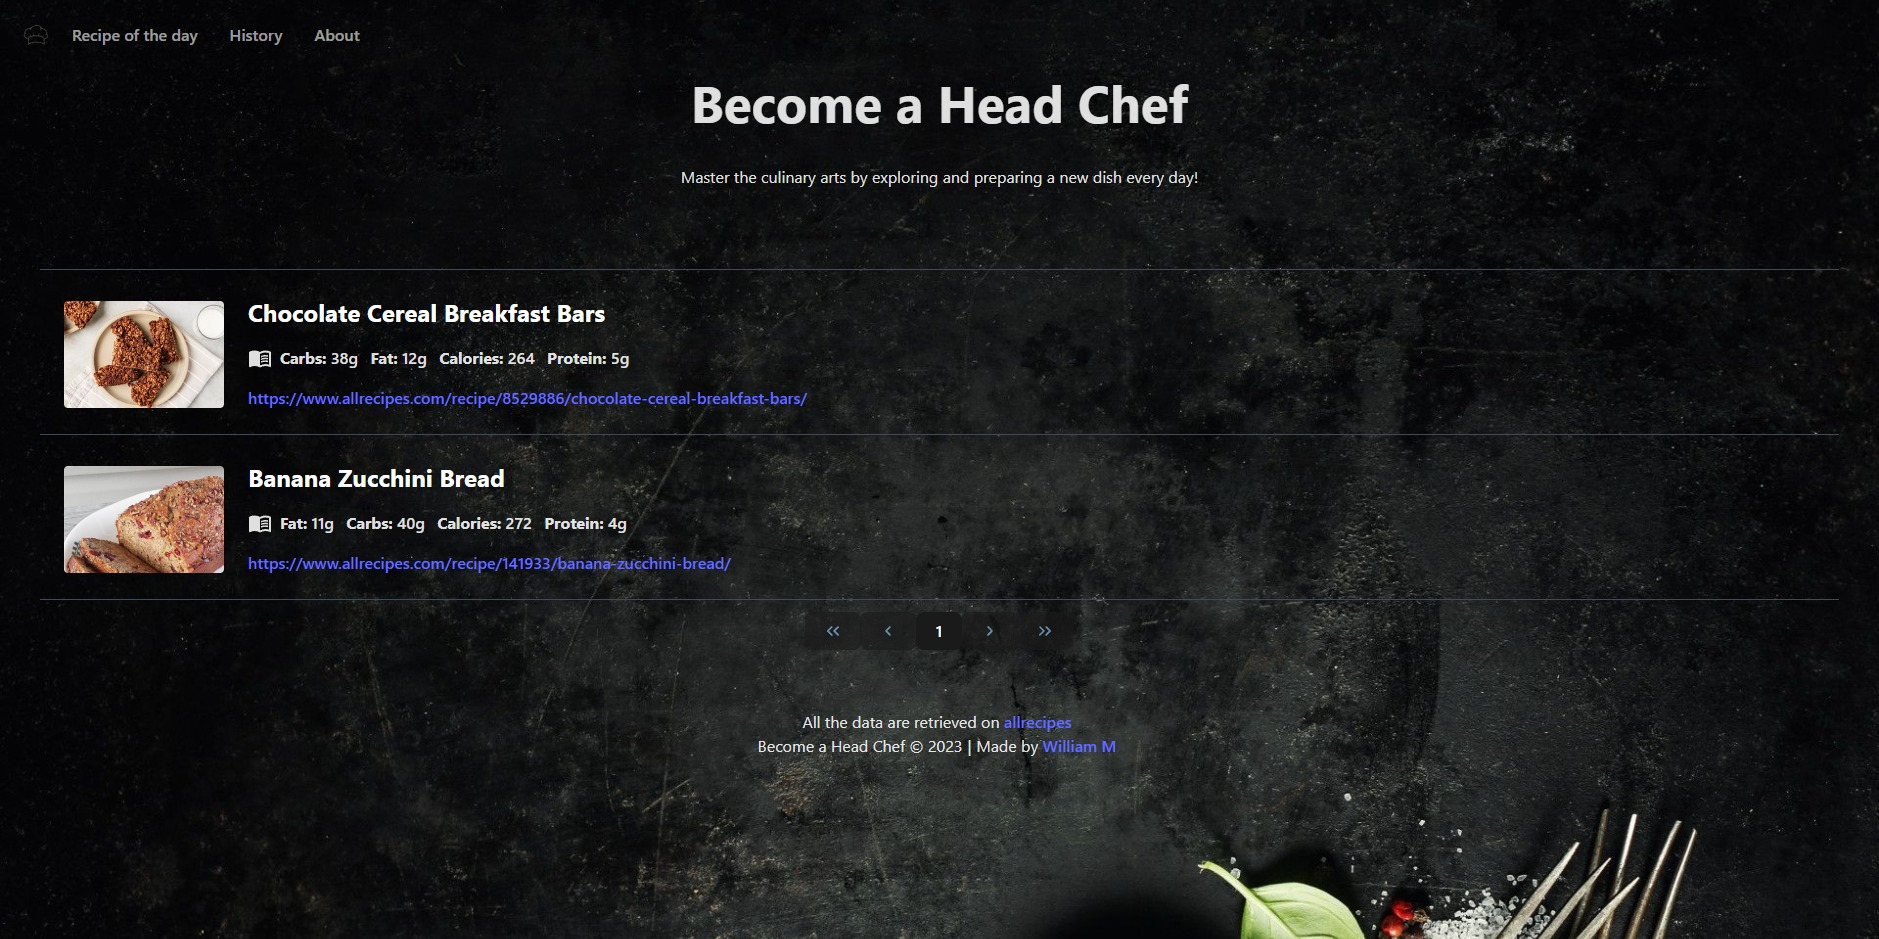 Recipe of the day History About
Become a Head Chef
Master the culinary arts by exploring and preparing a new dish every day!
Chocolate Cereal Breakfast Bars
Carbs: 38g Fat: 12g Calories: 264 Protein: 5g
https://www.allrecipes.com/recipe/8529886/chocolate-cereal-breakfast-bars/
Banana Zucchini Bread
Fat: 11g Carbs: 40g Calories: 272 Protein: 4g
https://www.allrecipes.com/recipe/141933/banana-zucchini-bread/
« ‹ 1 › »
All the data are retrieved on allrecipes
Become a Head Chef © 2023 | Made by William M